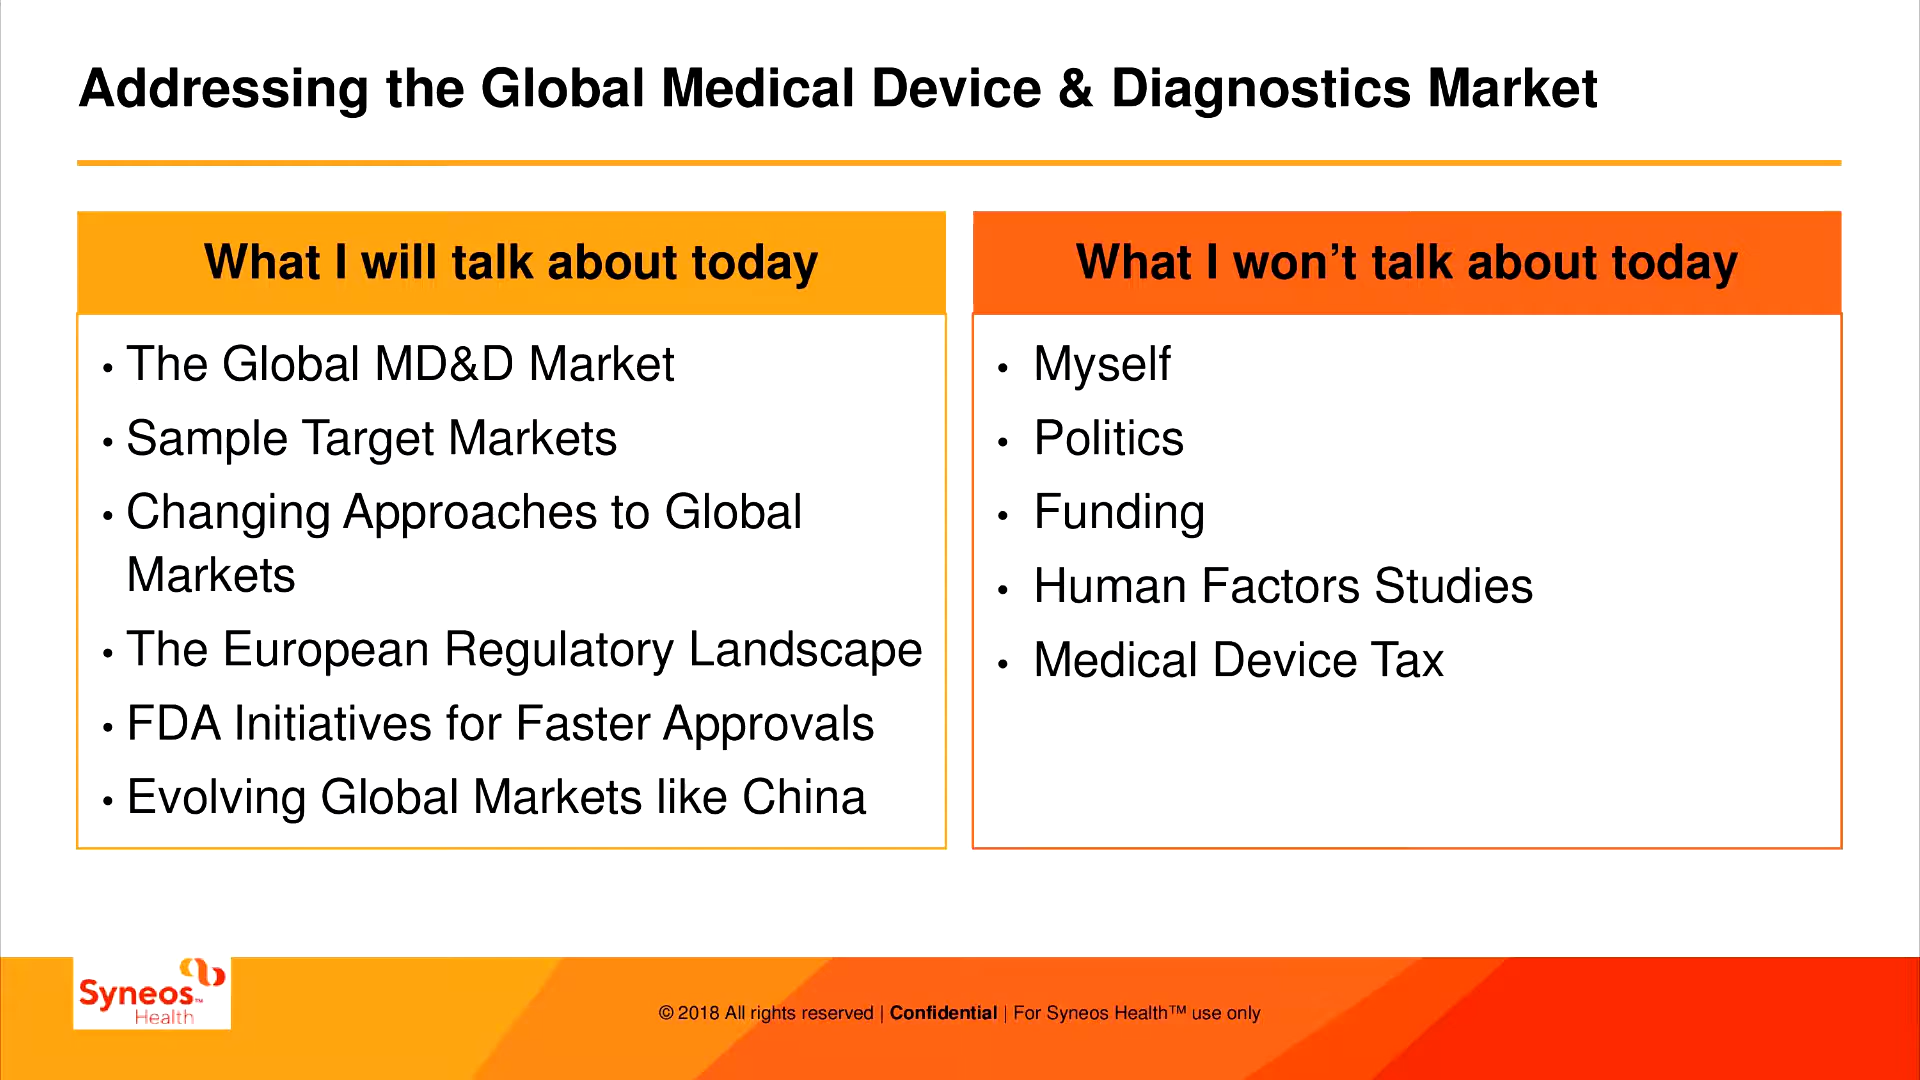 Addressing the Global Medical Device & Diagnostics Market
What I will talk about today
• The Global MD&D Market
• Sample Target Markets
• Changing Approaches to Global
Markets
• The European Regulatory Landscape
• FDA Initiatives for Faster Approvals
• Evolving Global Markets like China
What I won’t talk about today
• Myself
• Politics
• Funding
• Human Factors Studies
• Medical Device Tax
Syneos™
Health
© 2018 All rights reserved | Confidential | For Syneos Health™ use only